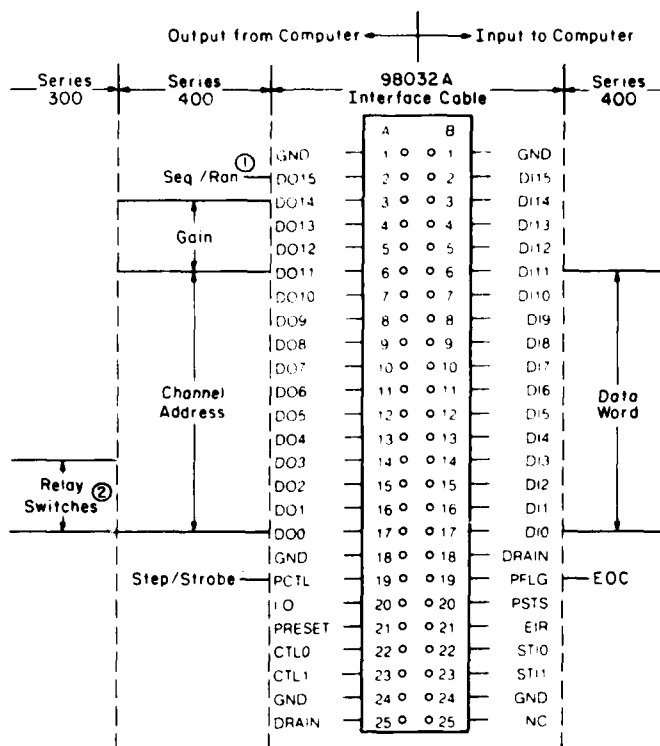 Output from Computer Input to Computer
Series 300 Series 400 98032A Interface Cable Series 400
A B
GND 1 1 GND
Seq/Ran ① DO15 2 2 DI15
DO14 3 3 DI14
DO13 4 4 DI13
Gain
DO12 5 5 DI12
DO11 6 6 DI11
DO10 7 7 DI10
DO9 8 8 DI9
DO8 9 9 DI8
DO7 10 10 DI7
Channel Address DO6 11 11 DI6 Data Word
DO5 12 12 DI5
DO4 13 13 DI4
DO3 14 14 DI3
Relay Switches ② DO2 15 15 DI2
DO1 16 16 DI1
DO0 17 17 DI0
GND 18 18 DRAIN
Step/Strobe PCTL 19 19 PFLG EOC
I O 20 20 PSTS
PRESET 21 21 EIR
CTL0 22 22 STI0
CTL1 23 23 STI1
GND 24 24 GND
DRAIN 25 25 NC